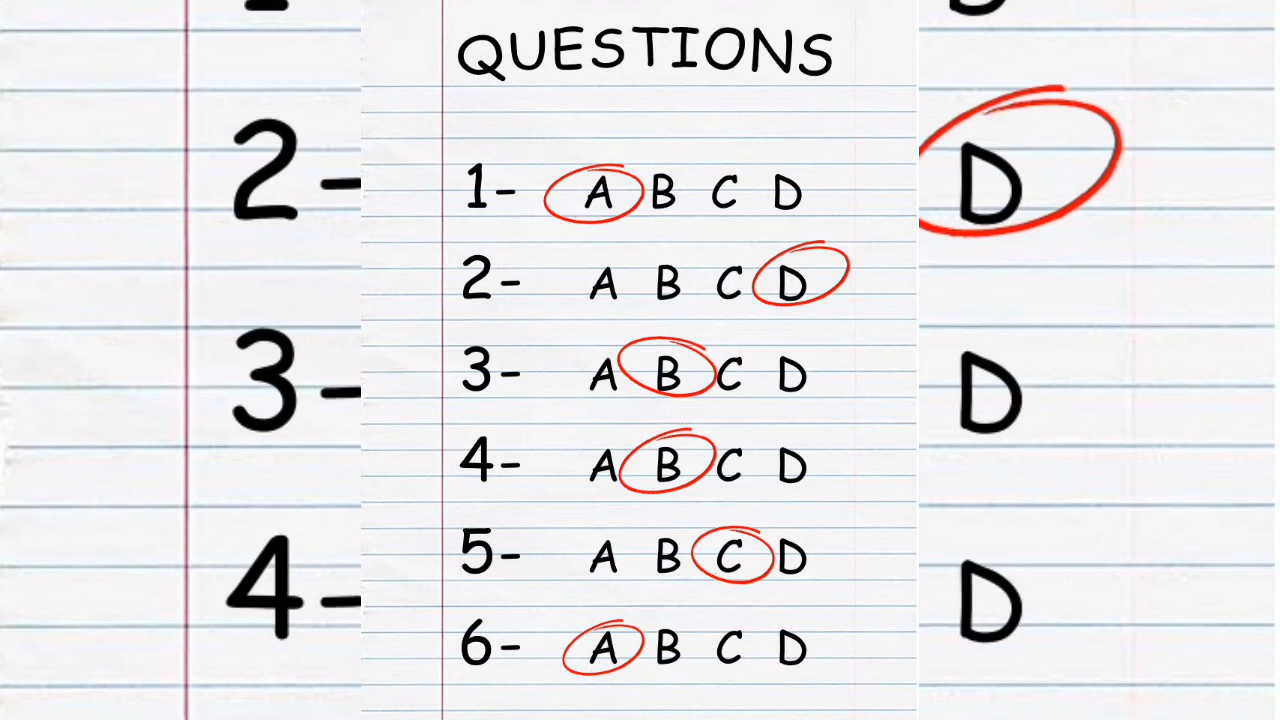 QUESTIONS
1- A B C D
2- A B C D
3- A B C D
4- A B C D
5- A B C D
6- A B C D
2-
3-
4-
D
D
D